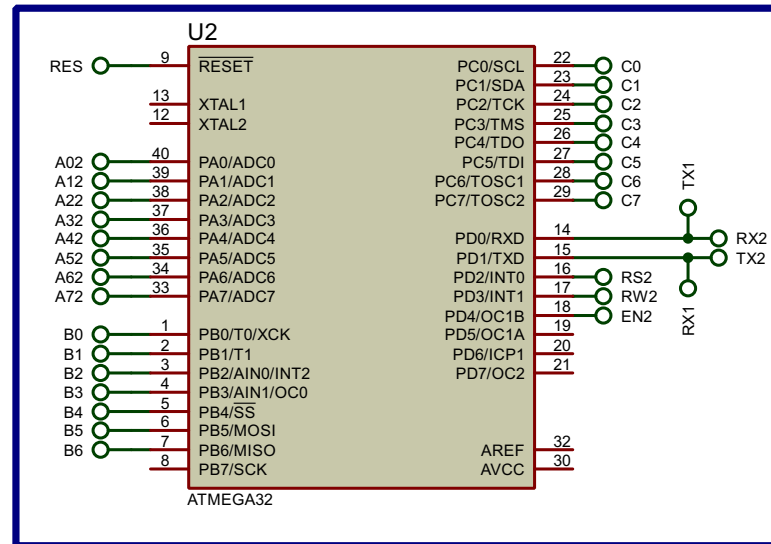 U2
RES 9 RESET PC0/SCL 22 C0
PC1/SDA 23 C1
13 XTAL1 PC2/TCK 24 C2
12 XTAL2 PC3/TMS 25 C3
PC4/TDO 26 C4
A02 40 PA0/ADC0 PC5/TDI 27 C5
A12 39 PA1/ADC1 PC6/TOSC1 28 C6
A22 38 PA2/ADC2 PC7/TOSC2 29 C7
TX1
A32 37 PA3/ADC3
A42 36 PA4/ADC4 PD0/RXD 14 RX2
A52 35 PA5/ADC5 PD1/TXD 15 TX2
A62 34 PA6/ADC6 PD2/INT0 16 RS2
A72 33 PA7/ADC7 PD3/INT1 17 RW2
RX1
PD4/OC1B 18 EN2
B0 1 PB0/T0/XCK PD5/OC1A 19
B1 2 PB1/T1 PD6/ICP1 20
B2 3 PB2/AIN0/INT2 PD7/OC2 21
B3 4 PB3/AIN1/OC0
B4 5 PB4/SS
B5 6 PB5/MOSI
B6 7 PB6/MISO AREF 32
8 PB7/SCK AVCC 30
ATMEGA32